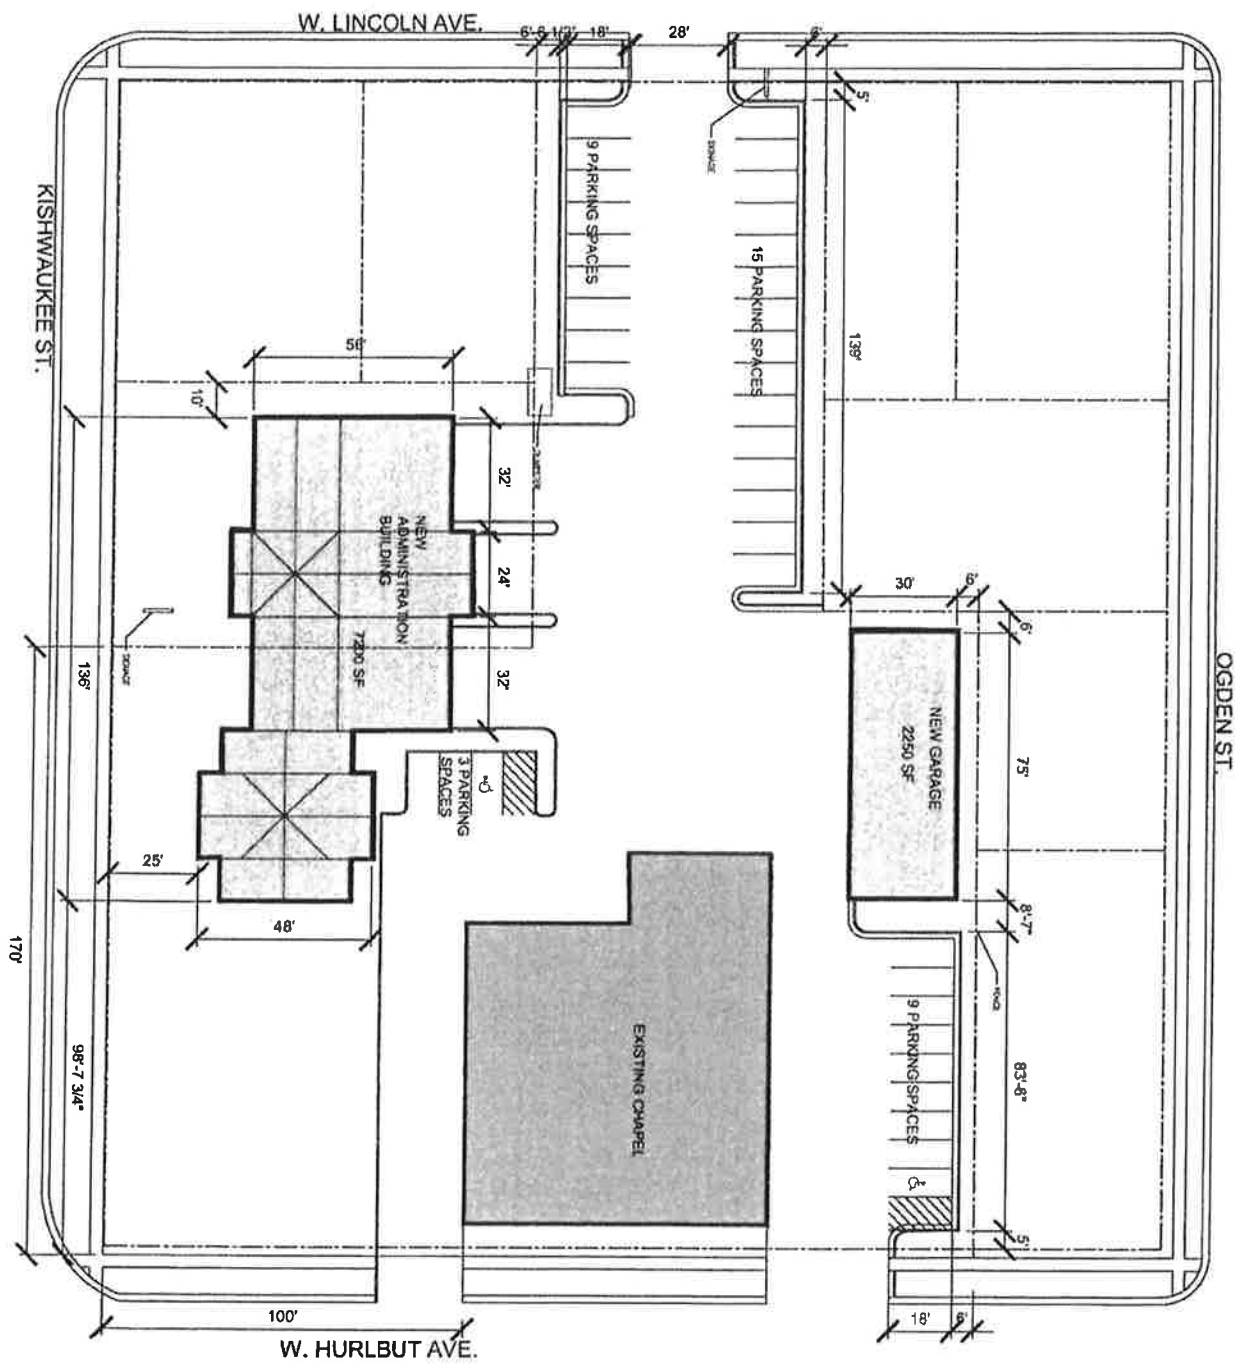 W. LINCOLN AVE.
6'-6 1/2"
18'
28'
6'
5'
SIGNAGE
9 PARKING SPACES
15 PARKING SPACES
139'
KISHWAUKEE ST.
56'
10'
32'
NEW
ADMINISTRATION
BUILDING
7200 SF
24'
32'
30'
6'
6'
OGDEN ST.
SIGNAGE
136'
NEW GARAGE
2250 SF
75'
3 PARKING
SPACES
25'
48'
8'-7"
FENCE
170'
EXISTING CHAPEL
9 PARKING SPACES
98'-7 3/4"
5'
100'
18'
6'
W. HURLBUT AVE.